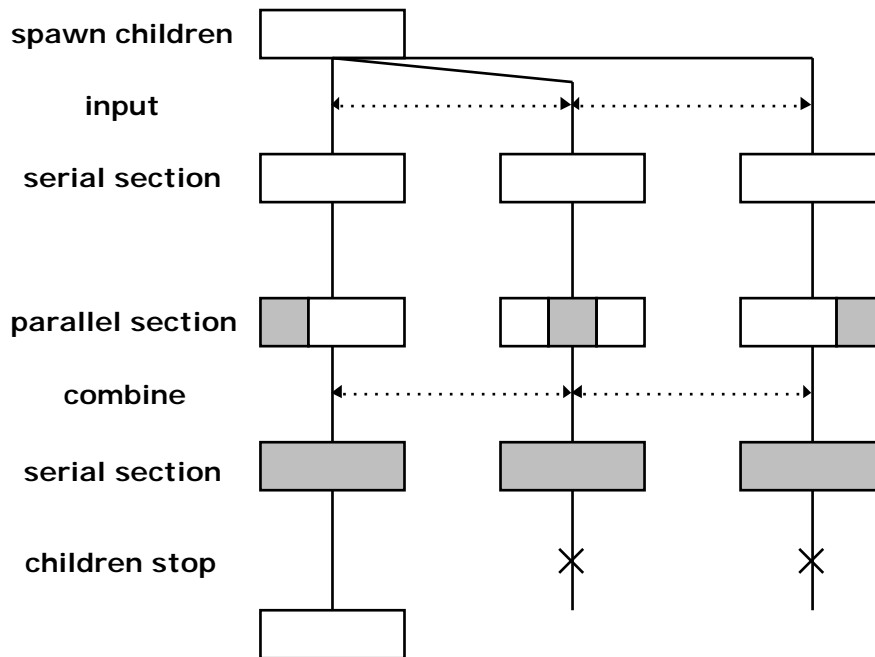 spawn children
input
serial section
parallel section
combine
serial section
children stop